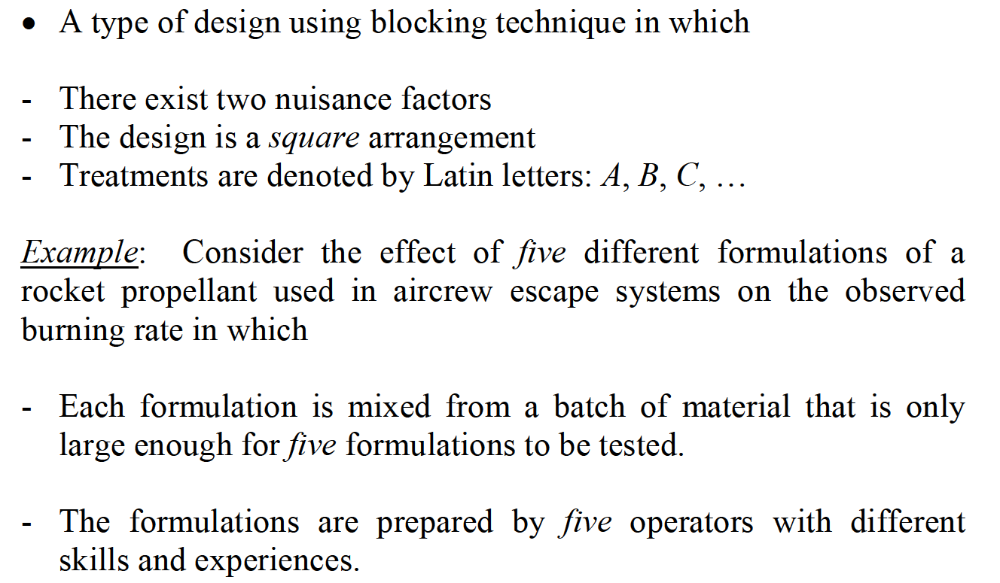 • A type of design using blocking technique in which
- There exist two nuisance factors
- The design is a square arrangement
- Treatments are denoted by Latin letters: A, B, C, …
Example: Consider the effect of five different formulations of a
rocket propellant used in aircrew escape systems on the observed
burning rate in which
- Each formulation is mixed from a batch of material that is only
large enough for five formulations to be tested.
- The formulations are prepared by five operators with different
skills and experiences.